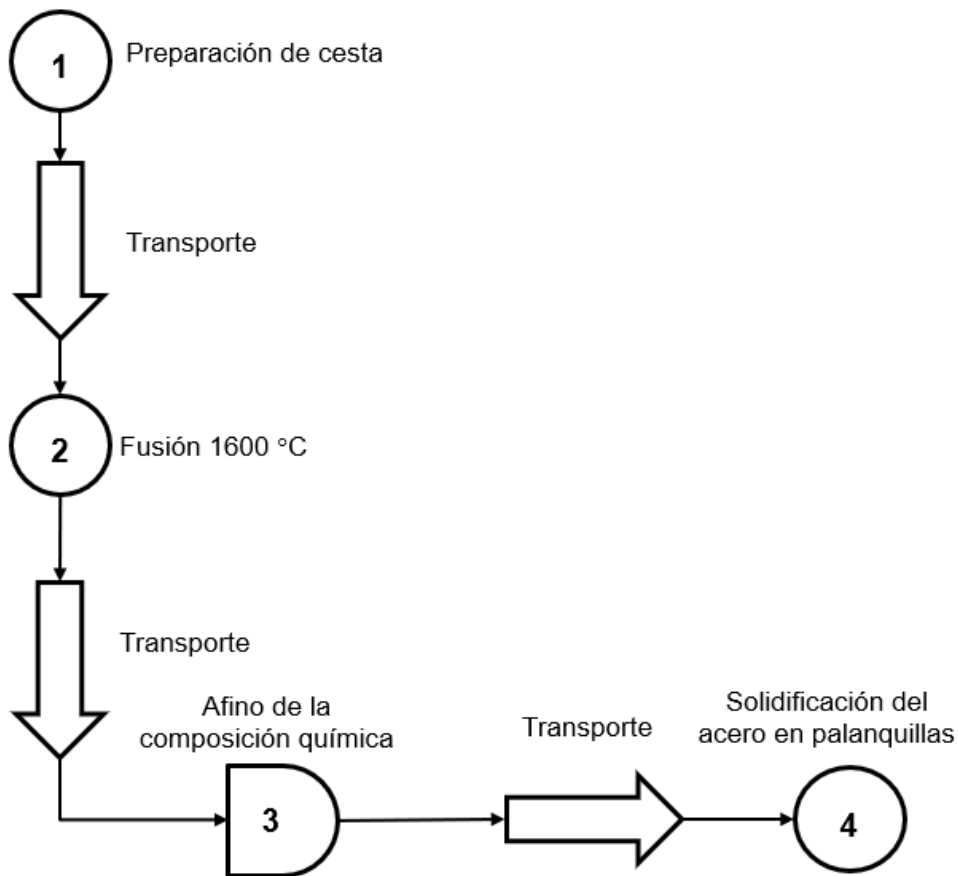 1
Preparación de cesta
Transporte
2
Fusión 1600 °C
Transporte
Afino de la
composición química
3
Transporte
Solidificación del
acero en palanquillas
4